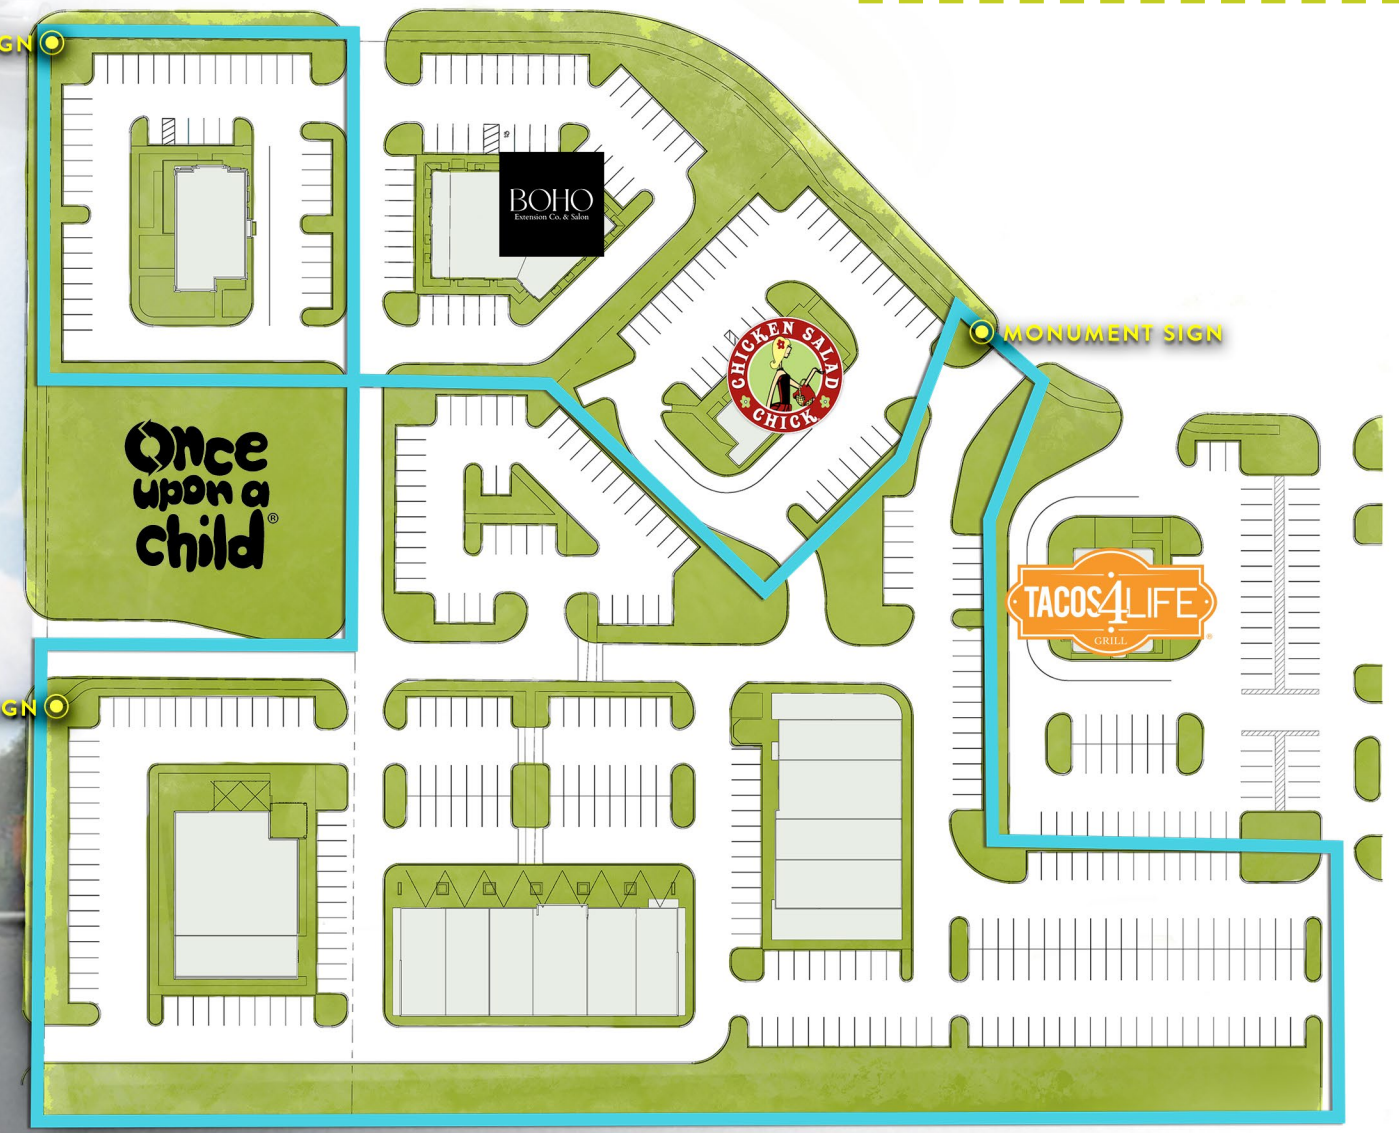 GN
BOHO
Extension Co. & Salon
CHICKEN SALAD
CHICK
MONUMENT SIGN
Once
upon a
child®
TACOS4LIFE
GRILL
®
GN